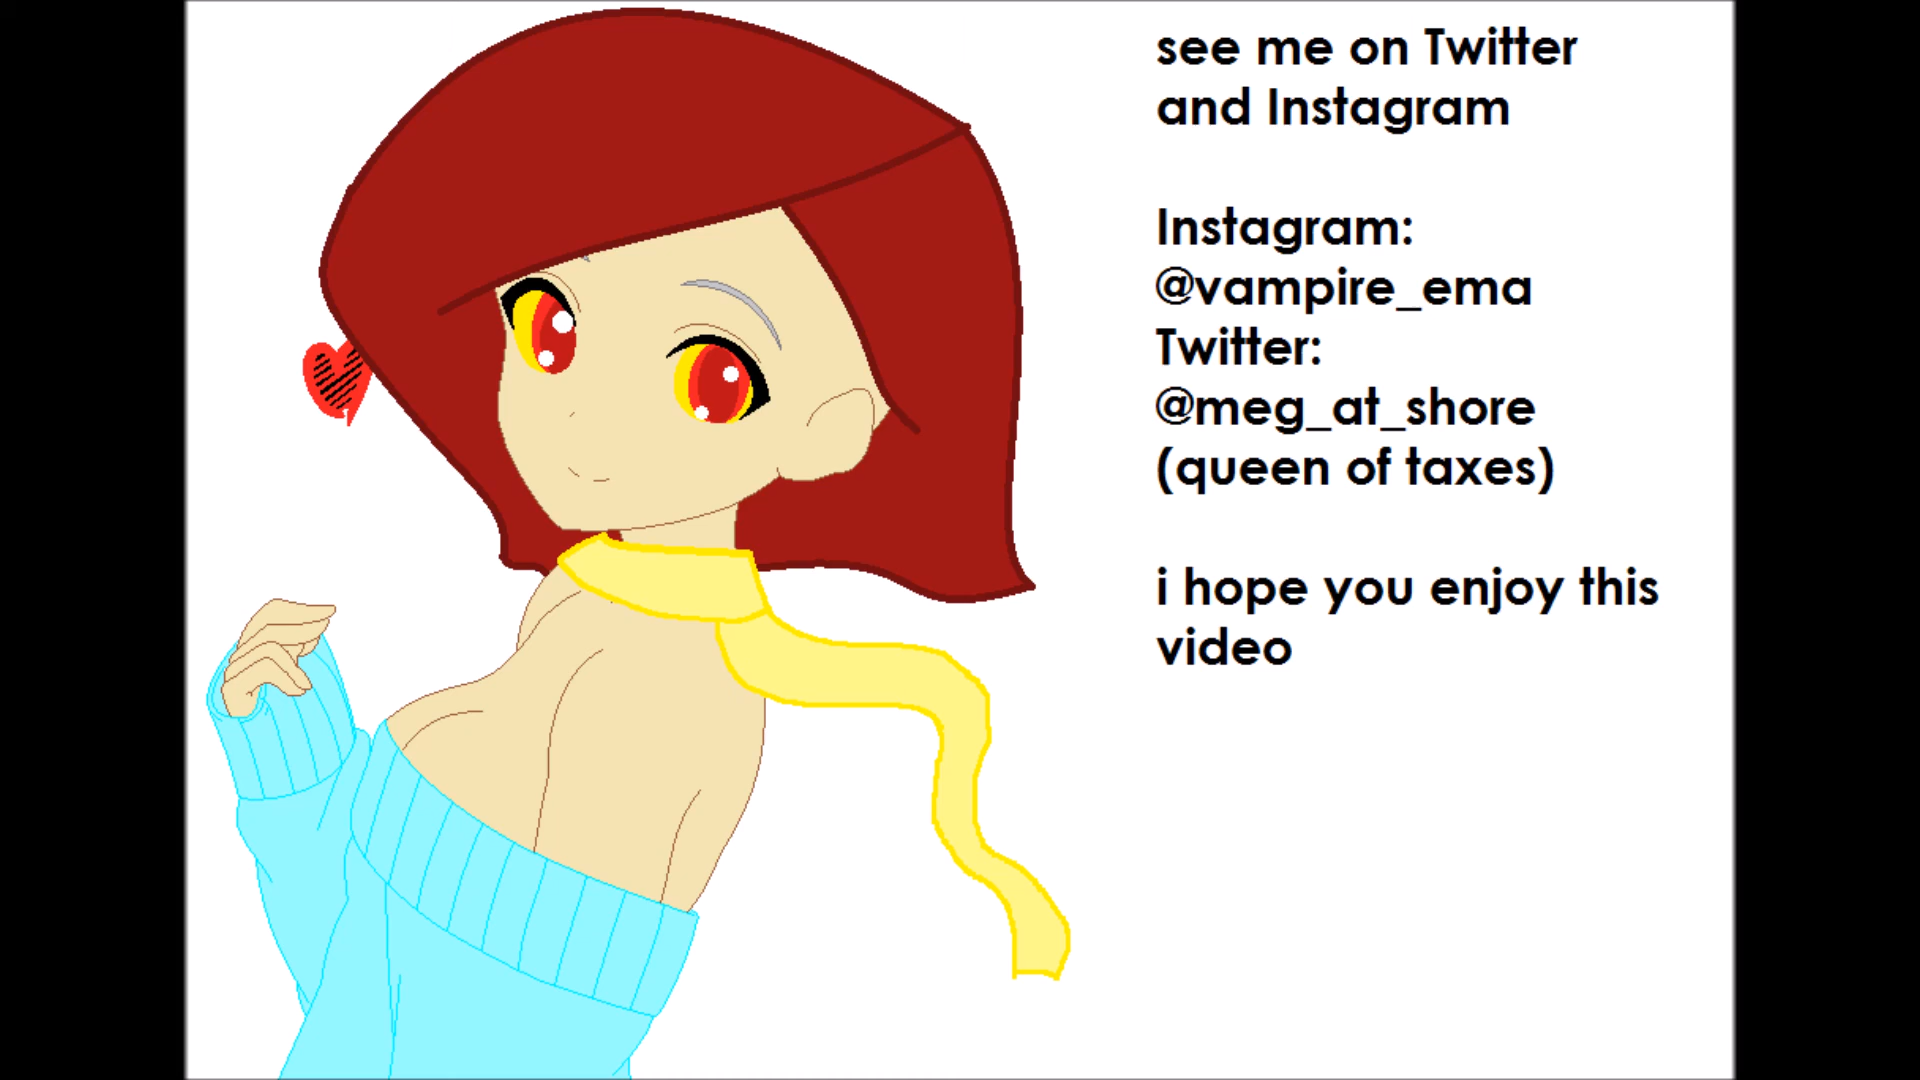 see me on Twitter
and Instagram
Instagram:
@vampire_ema
Twitter:
@meg_at_shore
(queen of taxes)
i hope you enjoy this
video